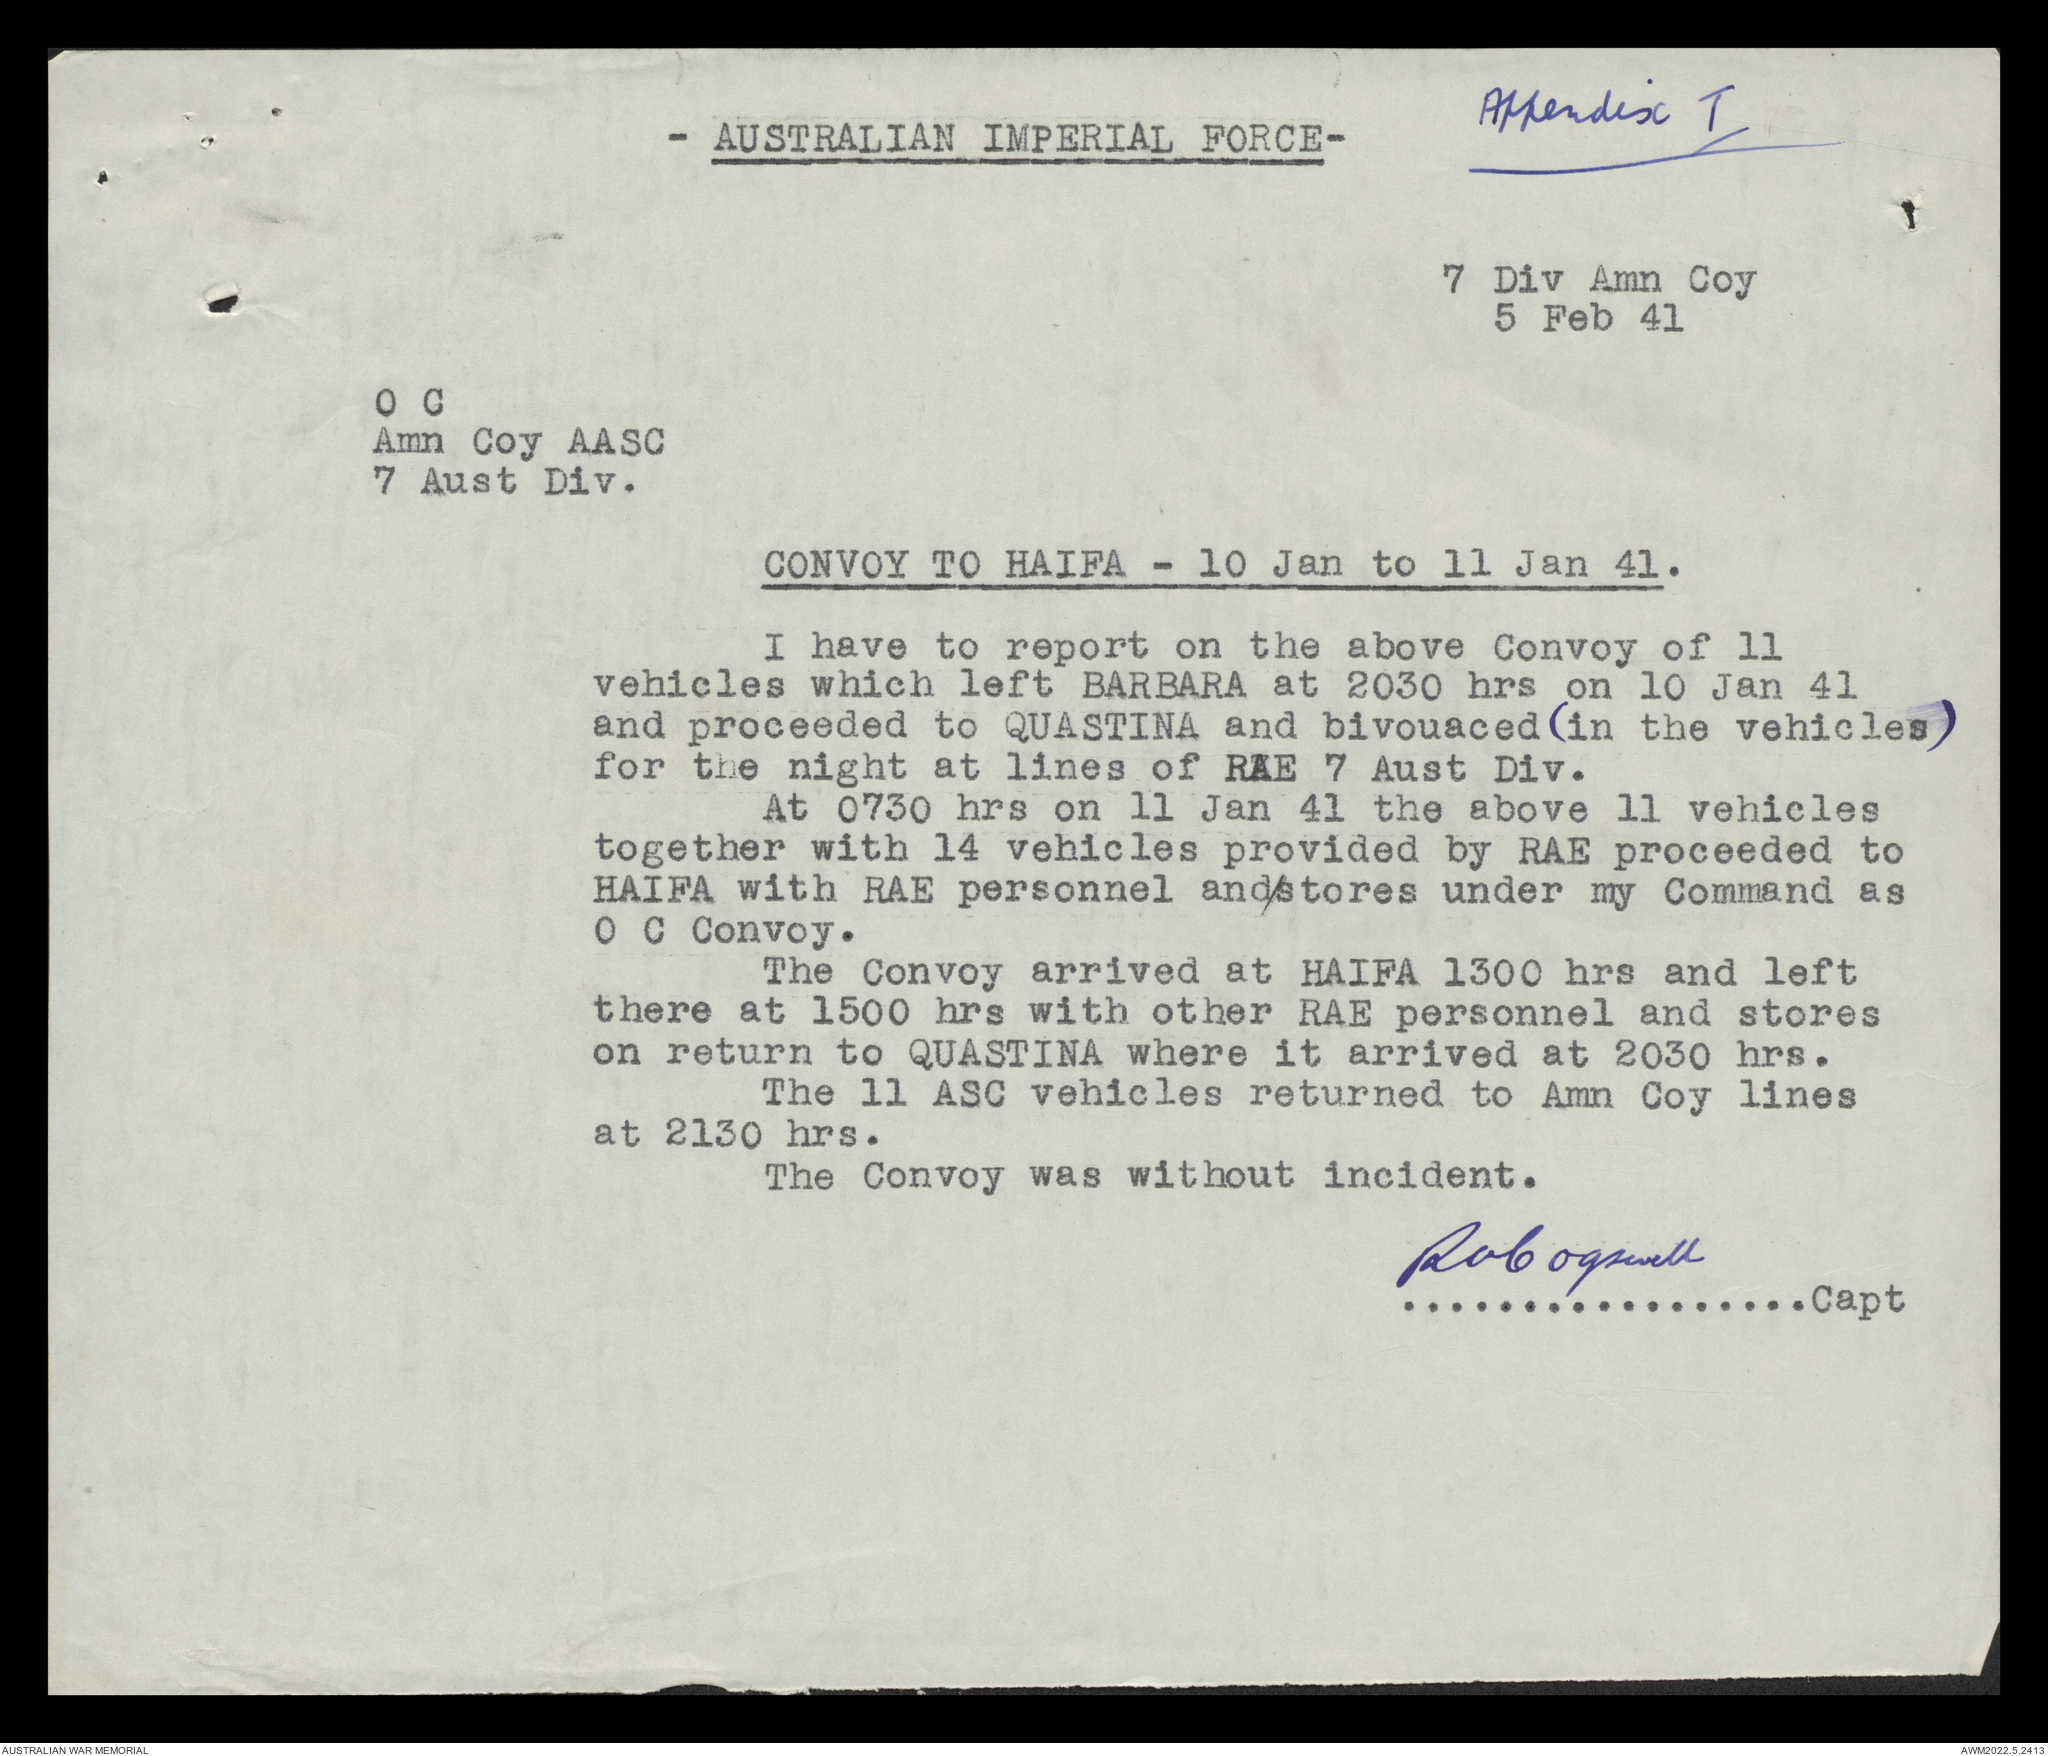 Appendix T
- AUSTRALIAN IMPERIAL FORCE-
7 Div Amn Coy
5 Feb 41
O C
Amn Coy AASC
7 Aust Div.
CONVOY TO HAIFA - 10 Jan to 11 Jan 41.
I have to report on the above Convoy of 11
vehicles which left BARBARA at 2030 hrs on 10 Jan 41
and proceeded to QUASTINA and bivouaced (in the vehicles)
for the night at lines of RAE 7 Aust Div.
At 0730 hrs on 11 Jan 41 the above 11 vehicles
together with 14 vehicles provided by RAE proceeded to
HAIFA with RAE personnel and/stores under my Command as
O C Convoy.
The Convoy arrived at HAIFA 1300 hrs and left
there at 1500 hrs with other RAE personnel and stores
on return to QUASTINA where it arrived at 2030 hrs.
The 11 ASC vehicles returned to Amn Coy lines
at 2130 hrs.
The Convoy was without incident.
Cogswell
..................Capt
AUSTRALIAN WAR MEMORIAL
AWM2022.5.2413